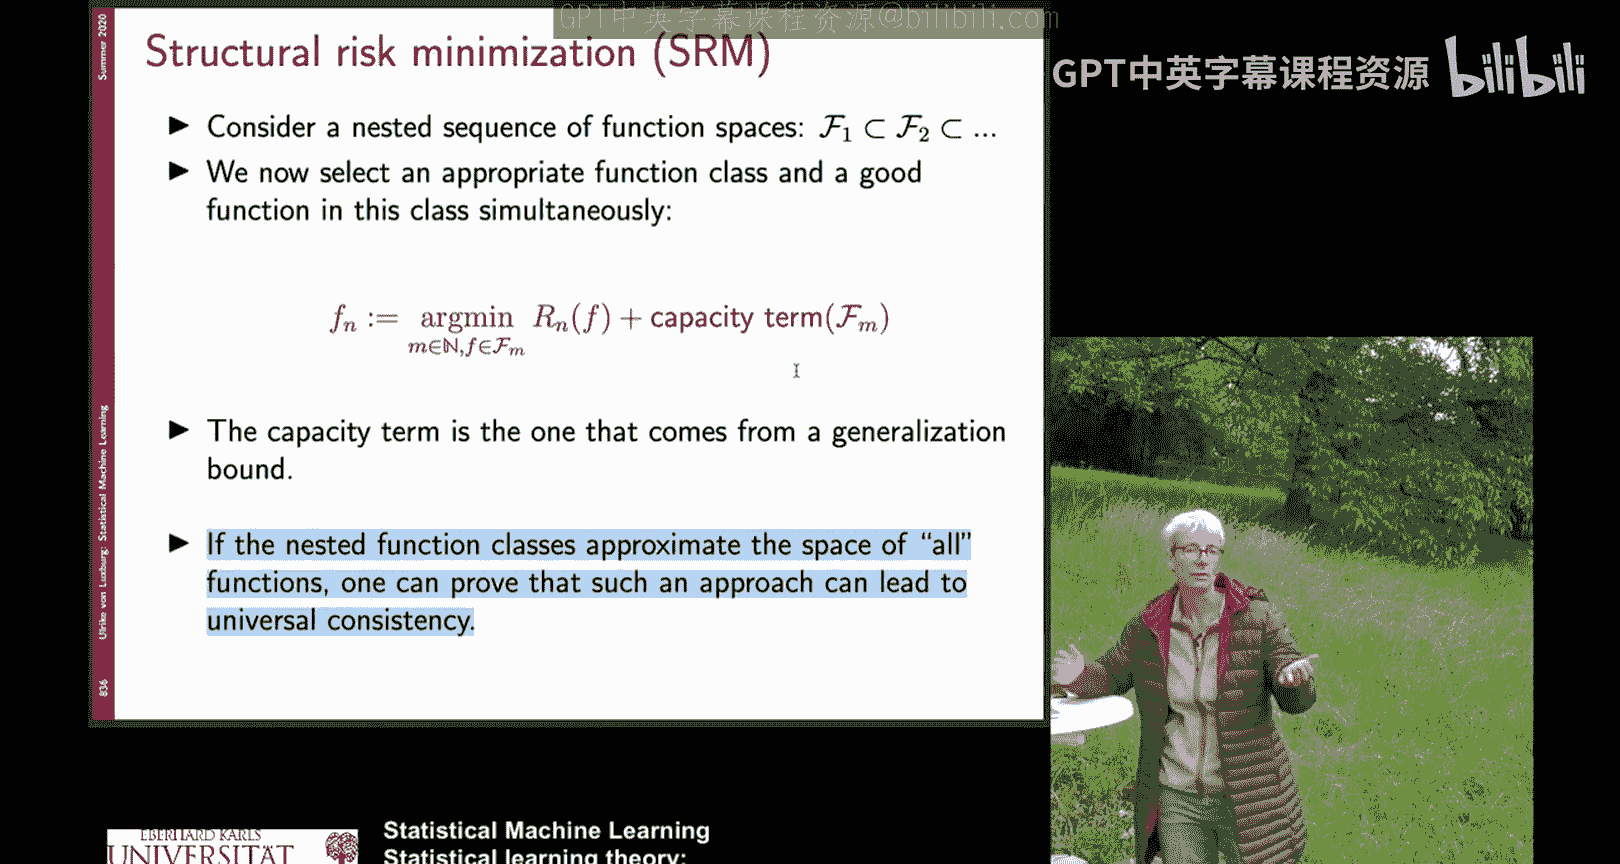 GPT中英字幕课程资源@bilibili.com
GPT中英字幕课程资源 bilibili
Summer 2020
Structural risk minimization (SRM)
▶ Consider a nested sequence of function spaces: ℱ₁ ⊂ ℱ₂ ⊂ ...
▶ We now select an appropriate function class and a good
function in this class simultaneously:
fₙ := argmin Rₙ(f) + capacity term(ℱₘ)
m∈ℕ,f∈ℱₘ
▶ The capacity term is the one that comes from a generalization
bound.
▶ If the nested function classes approximate the space of “all”
functions, one can prove that such an approach can lead to
universal consistency.
Ulrike von Luxburg: Statistical Machine Learning
836
EBERHARD KARLS
UNIVERSITÄT
Statistical Machine Learning
Statistical learning theory: